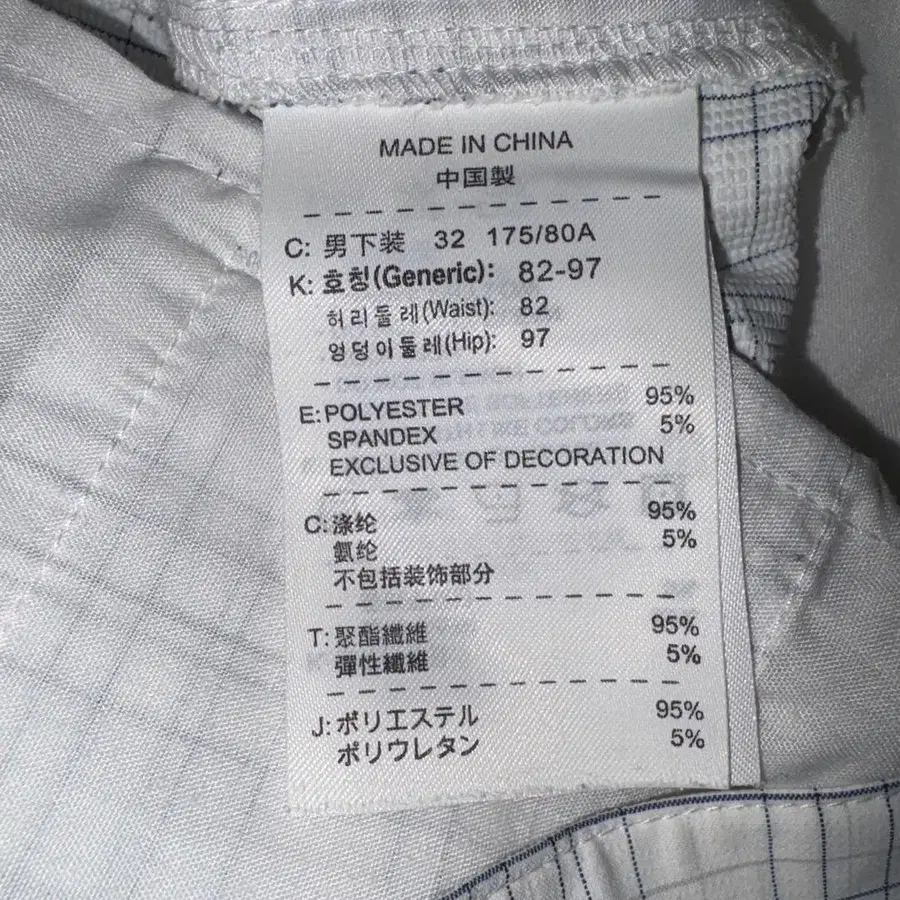 MADE IN CHINA
中国製
C: 男下装 32 175/80A
K: 호칭(Generic): 82-97
허리둘레(Waist): 82
엉덩이둘레(Hip): 97
E: POLYESTER 95%
SPANDEX 5%
EXCLUSIVE OF DECORATION
C: 涤纶 95%
氨纶 5%
不包括装饰部分
T: 聚酯纖維 95%
彈性纖維 5%
J: ポリエステル 95%
ポリウレタン 5%